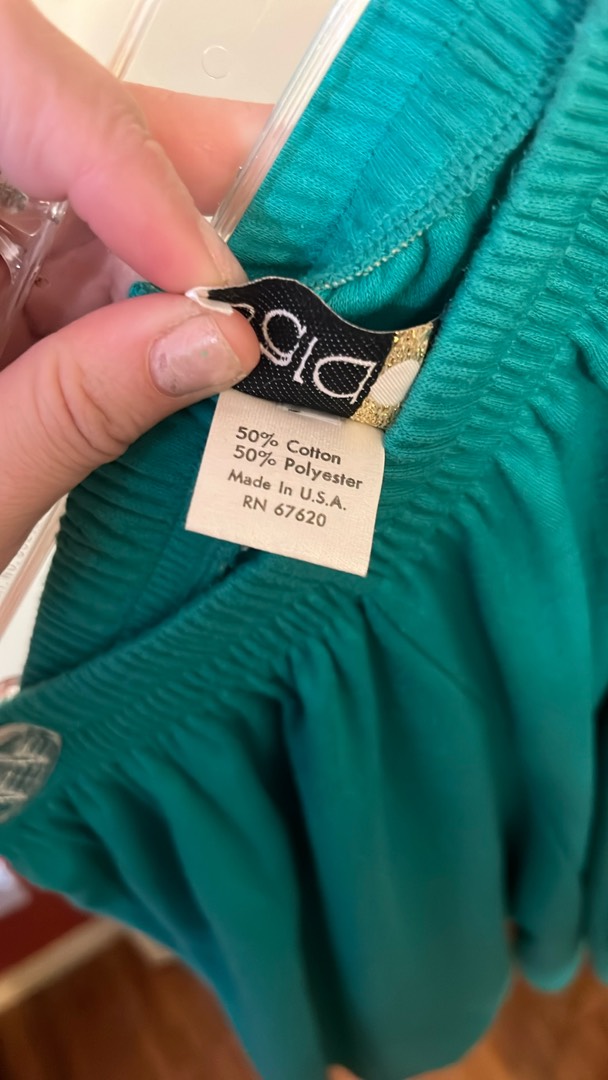 50% Cotton
50% Polyester
Made In U.S.A.
RN 67620